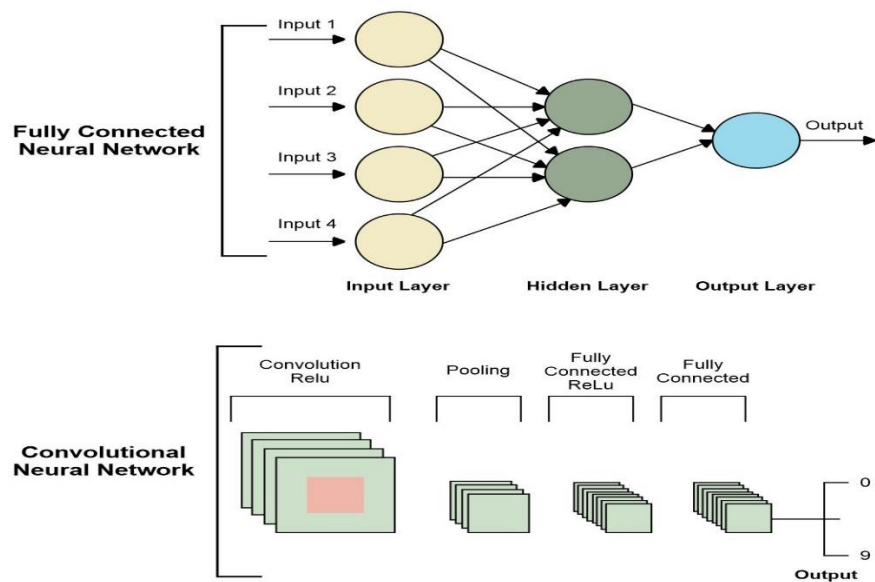 Input 1
Input 2
Fully Connected
Neural Network
Input 3
Input 4
Output
Input Layer
Hidden Layer
Output Layer
Convolution
Relu
Pooling
Fully
Connected
ReLu
Fully
Connected
Convolutional
Neural Network
0
9
Output